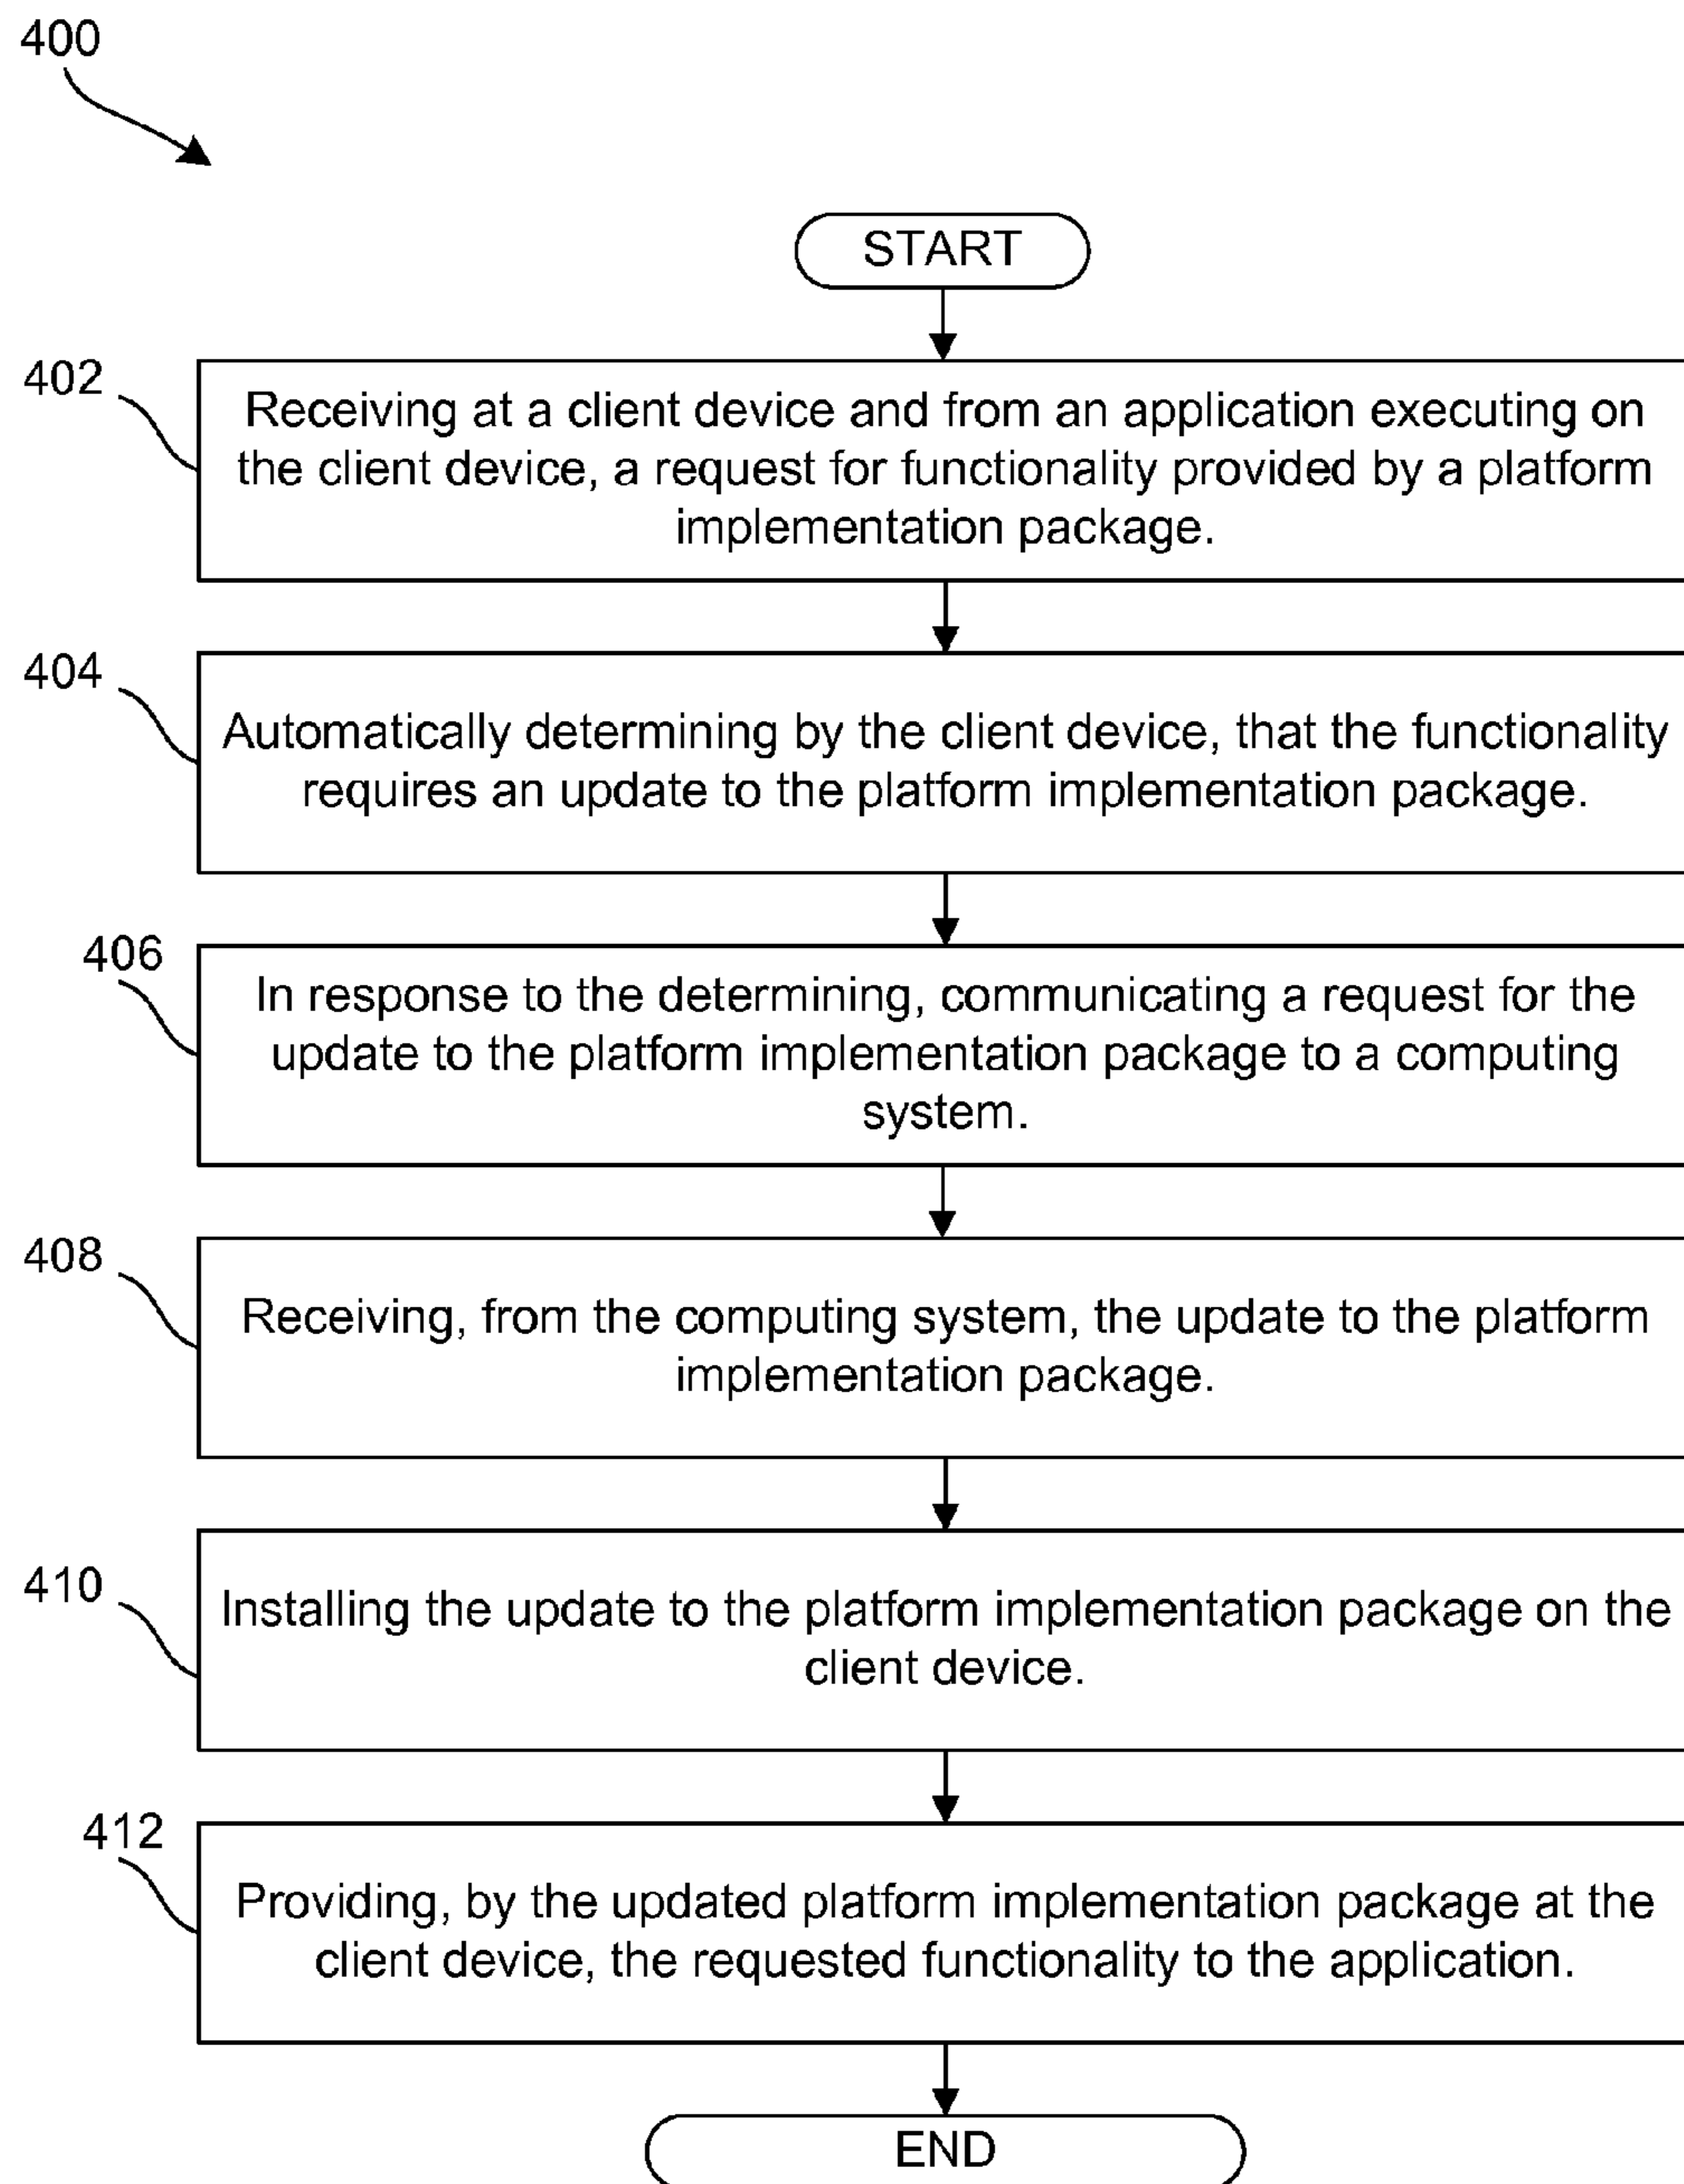 400
START
402
Receiving at a client device and from an application executing on
the client device, a request for functionality provided by a platform
implementation package.
404
Automatically determining by the client device, that the functionality
requires an update to the platform implementation package.
406
In response to the determining, communicating a request for the
update to the platform implementation package to a computing
system.
408
Receiving, from the computing system, the update to the platform
implementation package.
410
Installing the update to the platform implementation package on the
client device.
412
Providing, by the updated platform implementation package at the
client device, the requested functionality to the application.
END